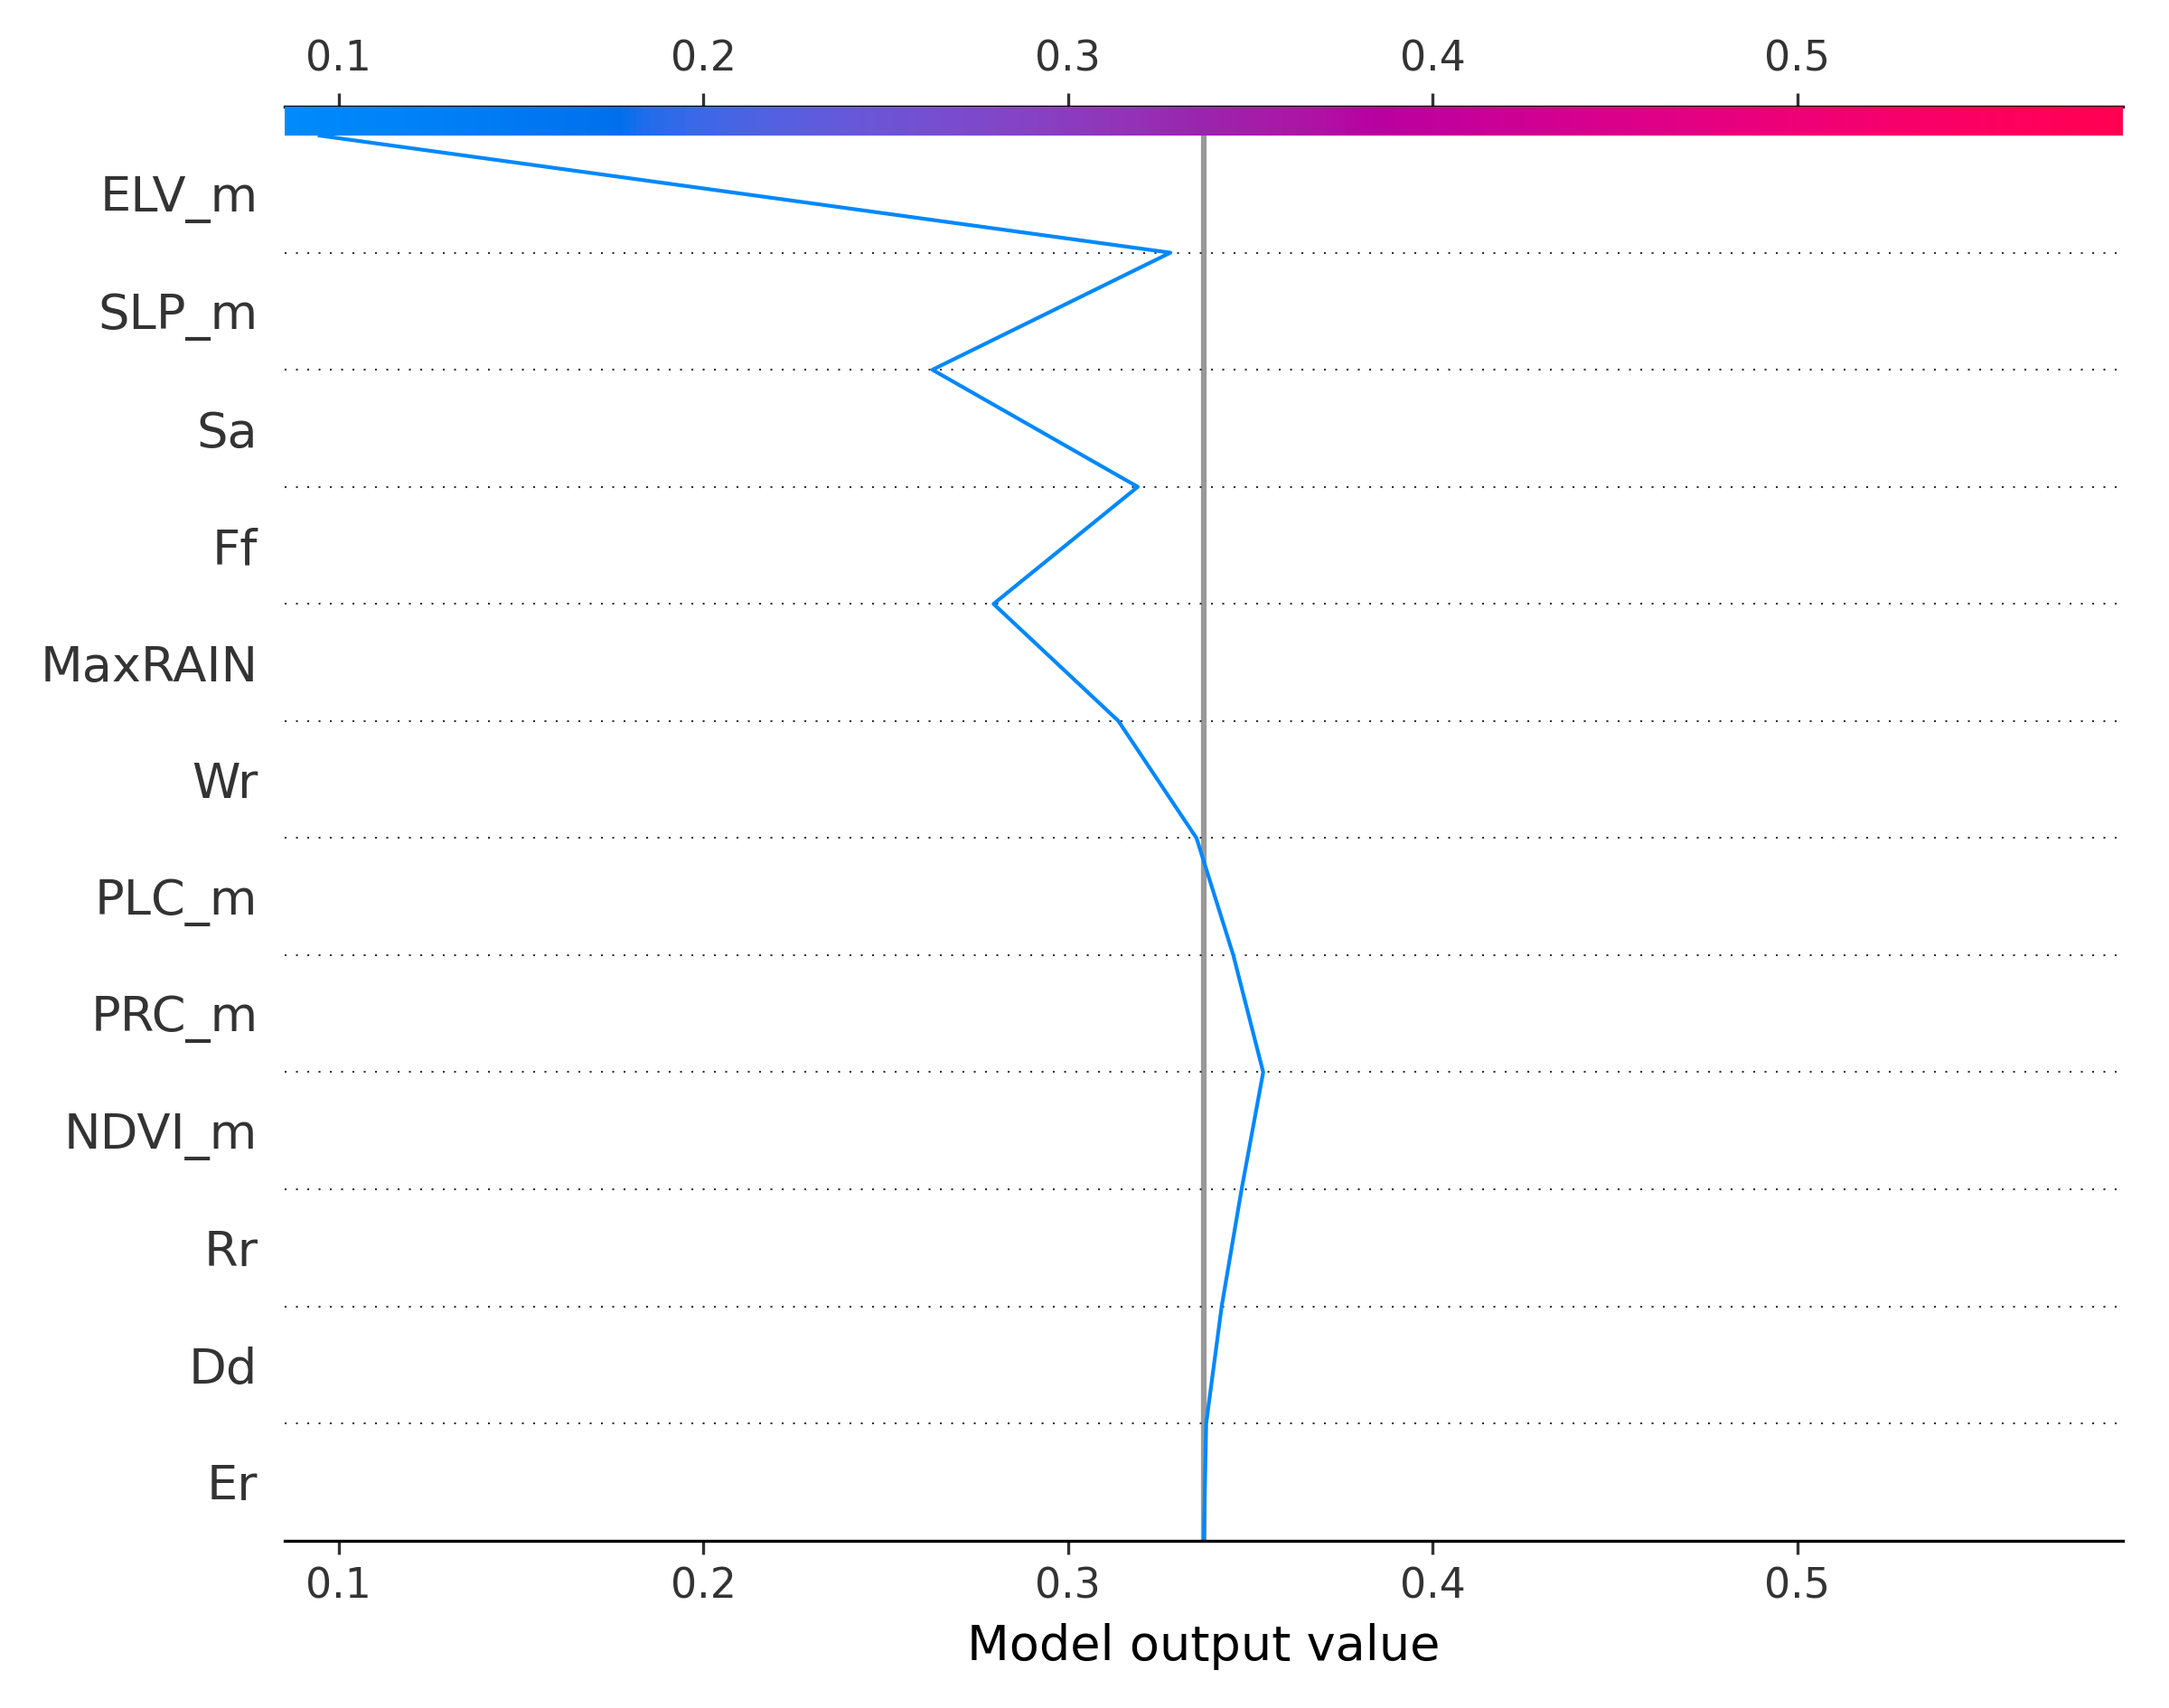 0.1 0.2 0.3 0.4 0.5
ELV_m
SLP_m
Sa
Ff
MaxRAIN
Wr
PLC_m
PRC_m
NDVI_m
Rr
Dd
Er
0.1 0.2 0.3 0.4 0.5
Model output value